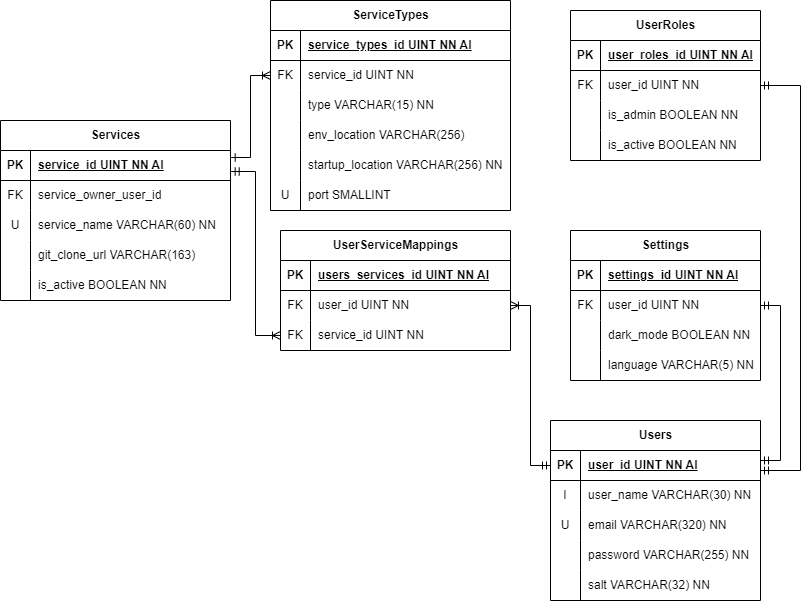 ServiceTypes
PK service_types_id UINT NN AI
FK service_id UINT NN
type VARCHAR(15) NN
env_location VARCHAR(256)
startup_location VARCHAR(256) NN
U port SMALLINT
UserRoles
PK user_roles_id UINT NN AI
FK user_id UINT NN
is_admin BOOLEAN NN
is_active BOOLEAN NN
Services
PK service_id UINT NN AI
FK service_owner_user_id
U service_name VARCHAR(60) NN
git_clone_url VARCHAR(163)
is_active BOOLEAN NN
UserServiceMappings
PK users_services_id UINT NN AI
FK user_id UINT NN
FK service_id UINT NN
Settings
PK settings_id UINT NN AI
FK user_id UINT NN
dark_mode BOOLEAN NN
language VARCHAR(5) NN
Users
PK user_id UINT NN AI
I user_name VARCHAR(30) NN
U email VARCHAR(320) NN
password VARCHAR(255) NN
salt VARCHAR(32) NN